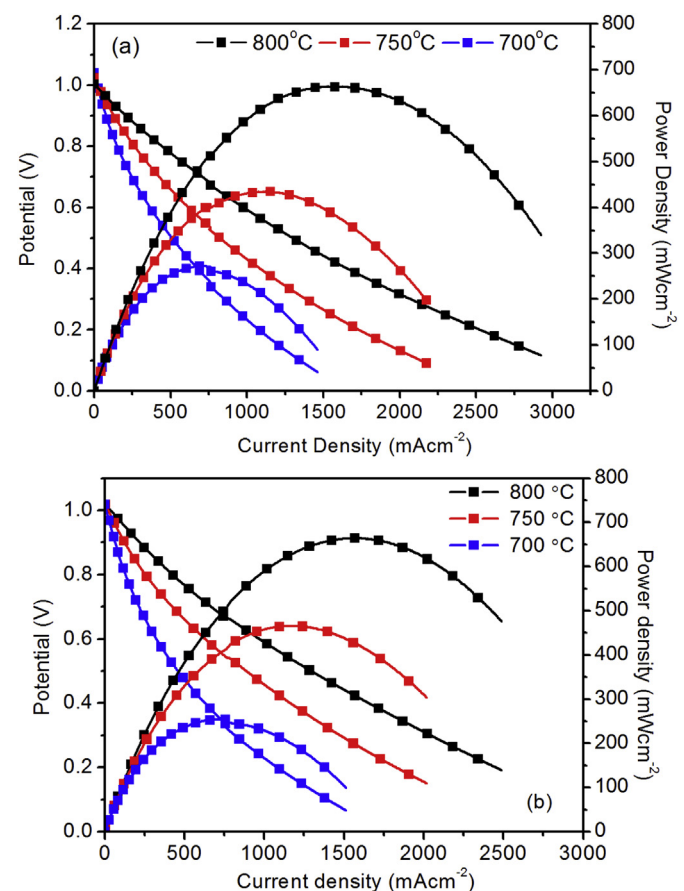 (a)
800°C 750°C 700°C
Potential (V)
1.2
1.0
0.8
0.6
0.4
0.2
0.0
800
700
600
500
400
300
200
100
0
Power Density (mWcm-2)
0 500 1000 1500 2000 2500 3000
Current Density (mAcm-2)
800 °C
750 °C
700 °C
Potential (V)
1.0
0.8
0.6
0.4
0.2
0.0
800
700
600
500
400
300
200
100
0
Power density (mWcm-2)
(b)
0 500 1000 1500 2000 2500 3000
Current density (mAcm-2)